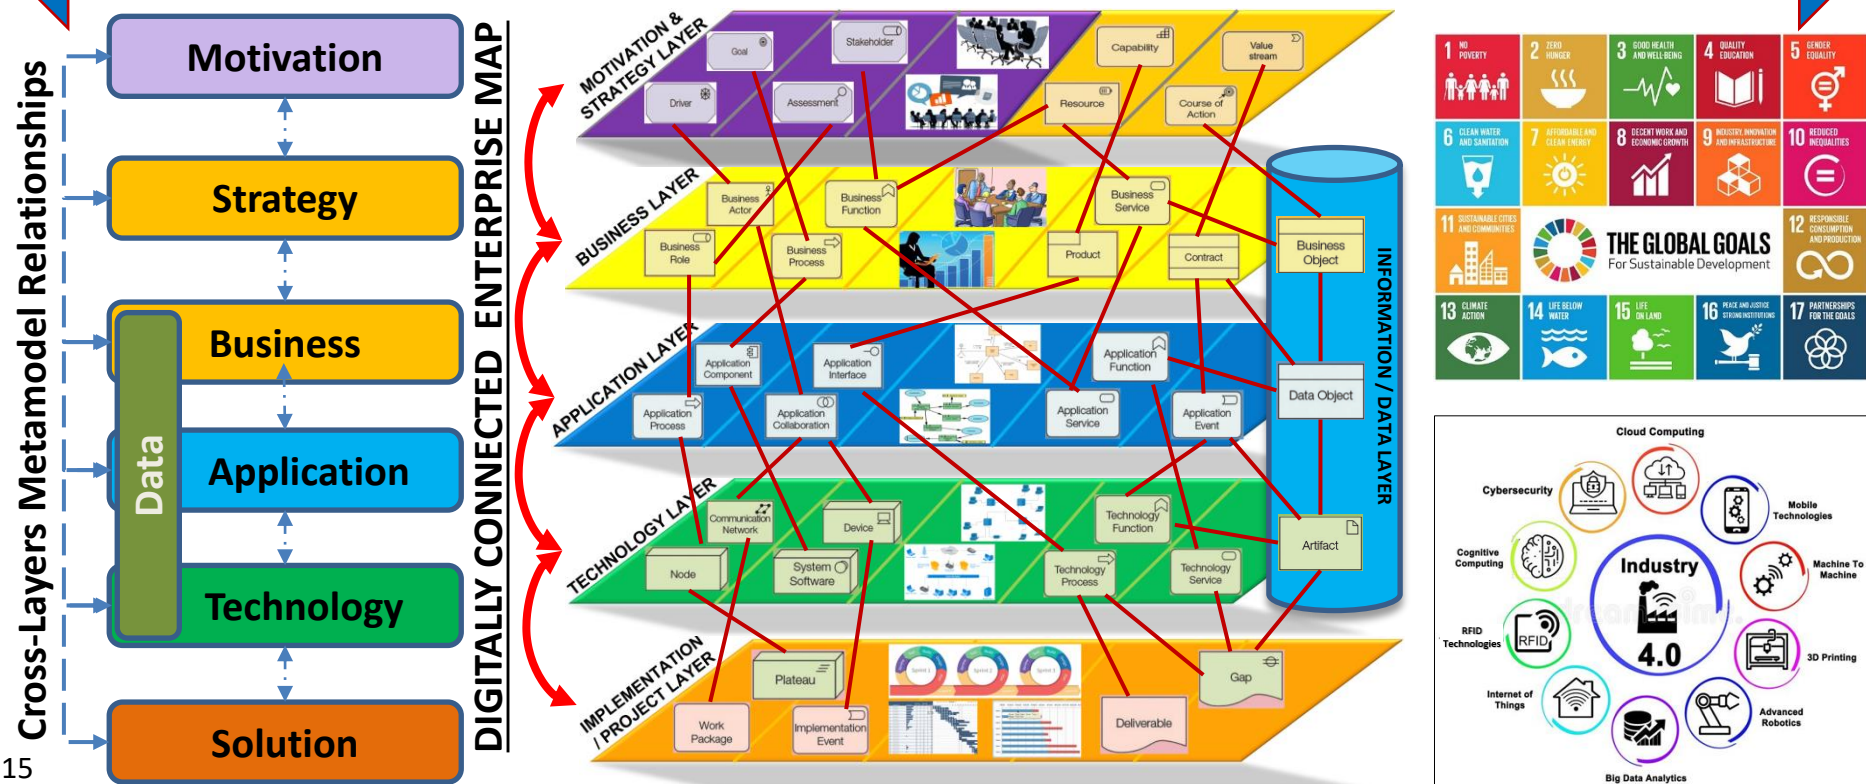 Cross-Layers Metamodel Relationships
Motivation
Strategy
Business
Data
Application
Technology
Solution
15
DIGITALLY CONNECTED ENTERPRISE MAP
MOTIVATION &
STRATEGY LAYER
Goal
Stakeholder
Driver
Assessment
Capability
Value
stream
Resource
Course of
Action
BUSINESS LAYER
Business
Actor
Business
Function
Business
Service
Business
Role
Business
Process
Product
Contract
APPLICATION LAYER
Application
Component
Application
Interface
Application
Function
Application
Process
Application
Collaboration
Application
Service
Application
Event
TECHNOLOGY LAYER
Communication
Network
Device
Technology
Function
Node
System
Software
Technology
Process
Technology
Service
IMPLEMENTATION
/ PROJECT LAYER
Plateau
Sprint 1
Sprint 2
Sprint 3
Gap
Work
Package
Implementation
Event
Deliverable
INFORMATION / DATA LAYER
Business
Object
Data Object
Artifact
1 NO
POVERTY
2 ZERO
HUNGER
3 GOOD HEALTH
AND WELL-BEING
4 QUALITY
EDUCATION
5 GENDER
EQUALITY
6 CLEAN WATER
AND SANITATION
7 AFFORDABLE AND
CLEAN ENERGY
8 DECENT WORK AND
ECONOMIC GROWTH
9 INDUSTRY, INNOVATION
AND INFRASTRUCTURE
10 REDUCED
INEQUALITIES
11 SUSTAINABLE CITIES
AND COMMUNITIES
THE GLOBAL GOALS
For Sustainable Development
12 RESPONSIBLE
CONSUMPTION
AND PRODUCTION
13 CLIMATE
ACTION
14 LIFE BELOW
WATER
15 LIFE
ON LAND
16 PEACE AND JUSTICE
STRONG INSTITUTIONS
17 PARTNERSHIPS
FOR THE GOALS
Cloud Computing
Cybersecurity
Mobile
Technologies
Cognitive
Computing
Machine To
Machine
Industry
4.0
RFID
Technologies
RFID
3D Printing
Internet of
Things
Advanced
Robotics
Big Data Analytics